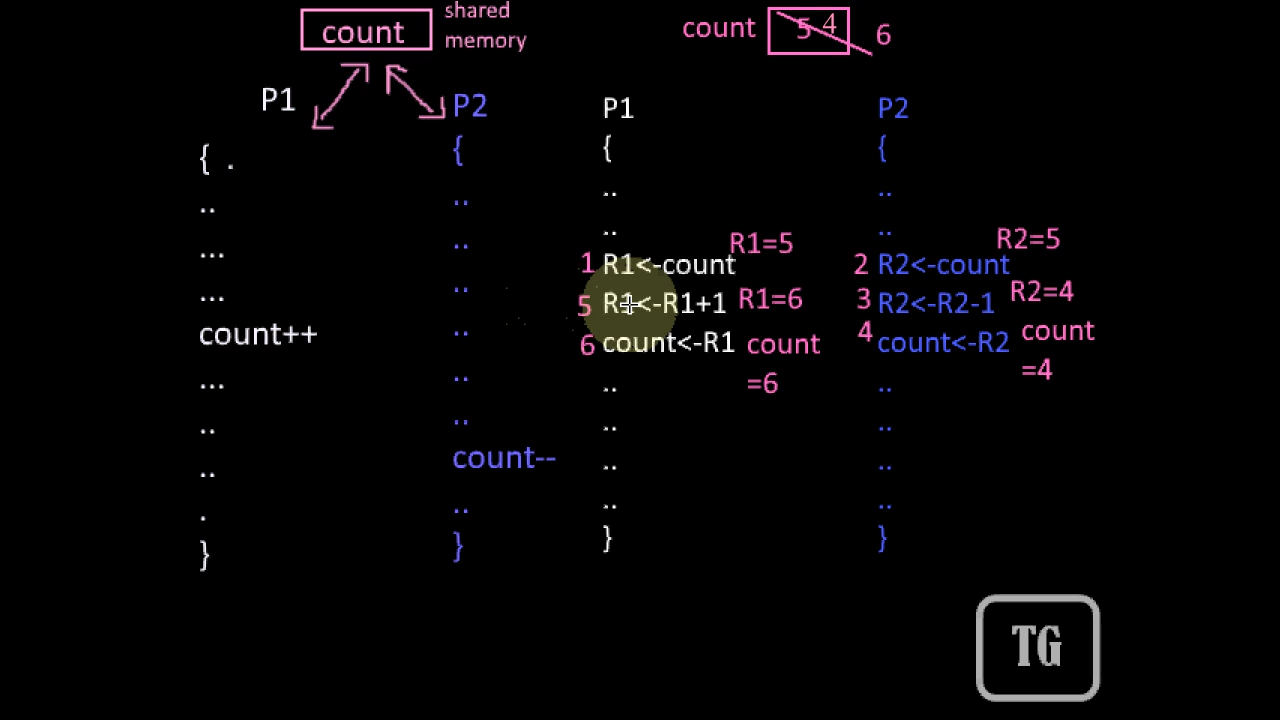 count
shared
memory
P1
{ .
..
...
...
count++
...
..
..
.
}
P2
{
..
..
..
..
..
..
count--
..
}
count 5 4 6
P1
{
..
..
1 R1<-count R1=5
5 R1<-R1+1 R1=6
6 count<-R1 count
=6
..
..
..
..
}
P2
{
..
..
2 R2<-count R2=5
3 R2<-R2-1 R2=4
4 count<-R2 count
=4
..
..
..
..
}
TG